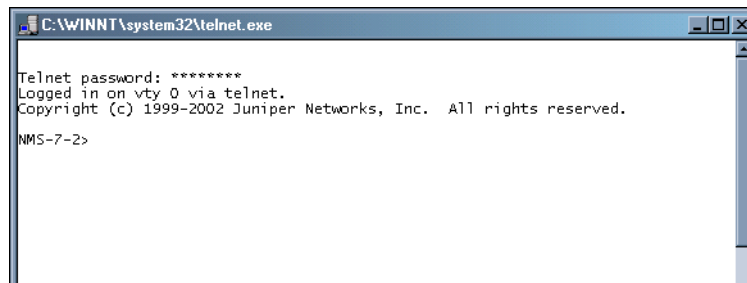 C:\WINNT\system32\telnet.exe
Telnet password: ********
Logged in on vty 0 via telnet.
Copyright (c) 1999-2002 Juniper Networks, Inc.  All rights reserved.
NMS-7-2>